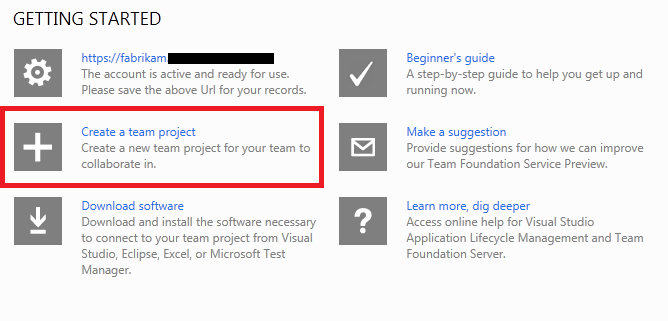 GETTING STARTED
https://fabrikam.
The account is active and ready for use.
Please save the above Url for your records.
Beginner's guide
A step-by-step guide to help you get up and
running now.
Create a team project
Create a new team project for your team to
collaborate in.
Make a suggestion
Provide suggestions for how we can improve
our Team Foundation Service Preview.
Download software
Download and install the software necessary
to connect to your team project from Visual
Studio, Eclipse, Excel, or Microsoft Test
Manager.
Learn more, dig deeper
Access online help for Visual Studio
Application Lifecycle Management and Team
Foundation Server.